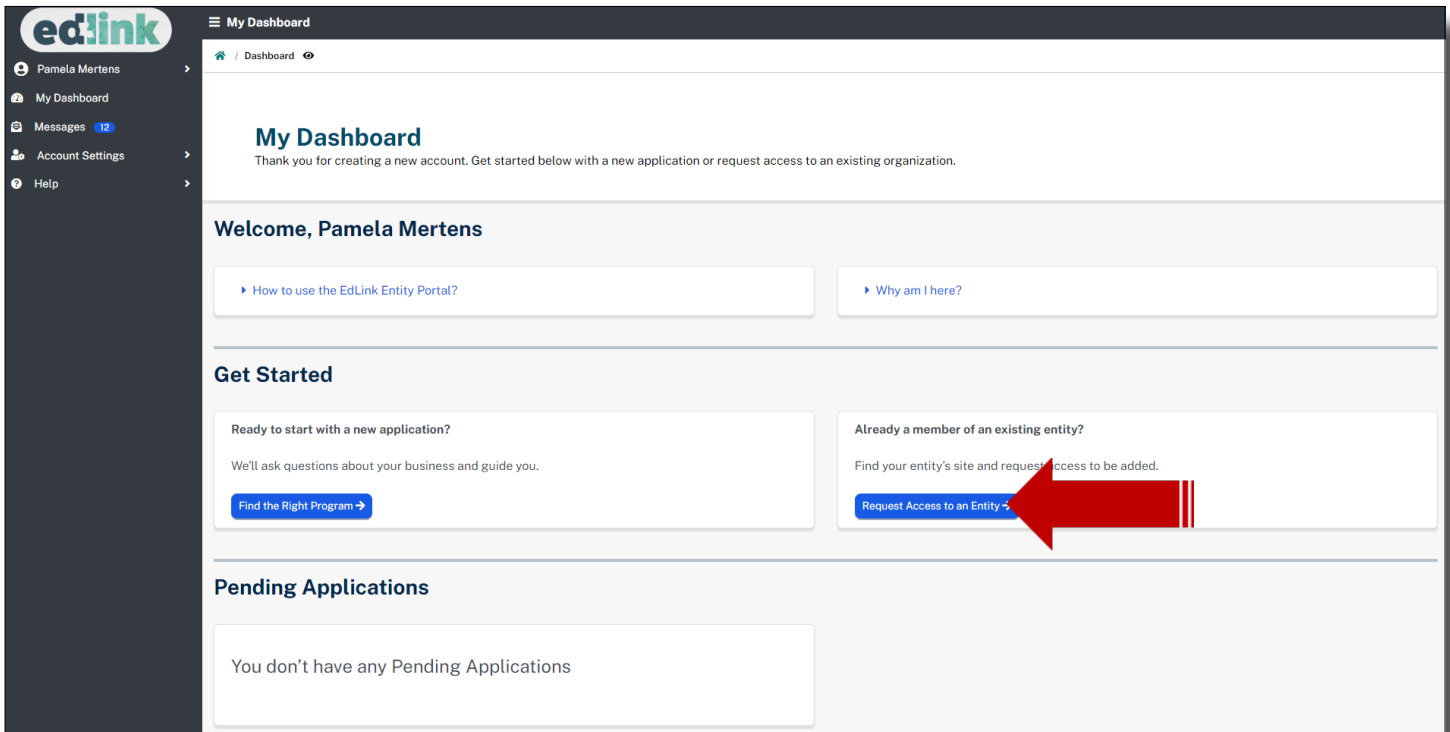 ed:link
My Dashboard
Pamela Mertens
My Dashboard
Messages 12
Account Settings
Help
/ Dashboard
My Dashboard
Thank you for creating a new account. Get started below with a new application or request access to an existing organization.
Welcome, Pamela Mertens
How to use the EdLink Entity Portal?
Why am I here?
Get Started
Ready to start with a new application?
We'll ask questions about your business and guide you.
Find the Right Program
Already a member of an existing entity?
Find your entity's site and request access to be added.
Request Access to an Entity
Pending Applications
You don't have any Pending Applications